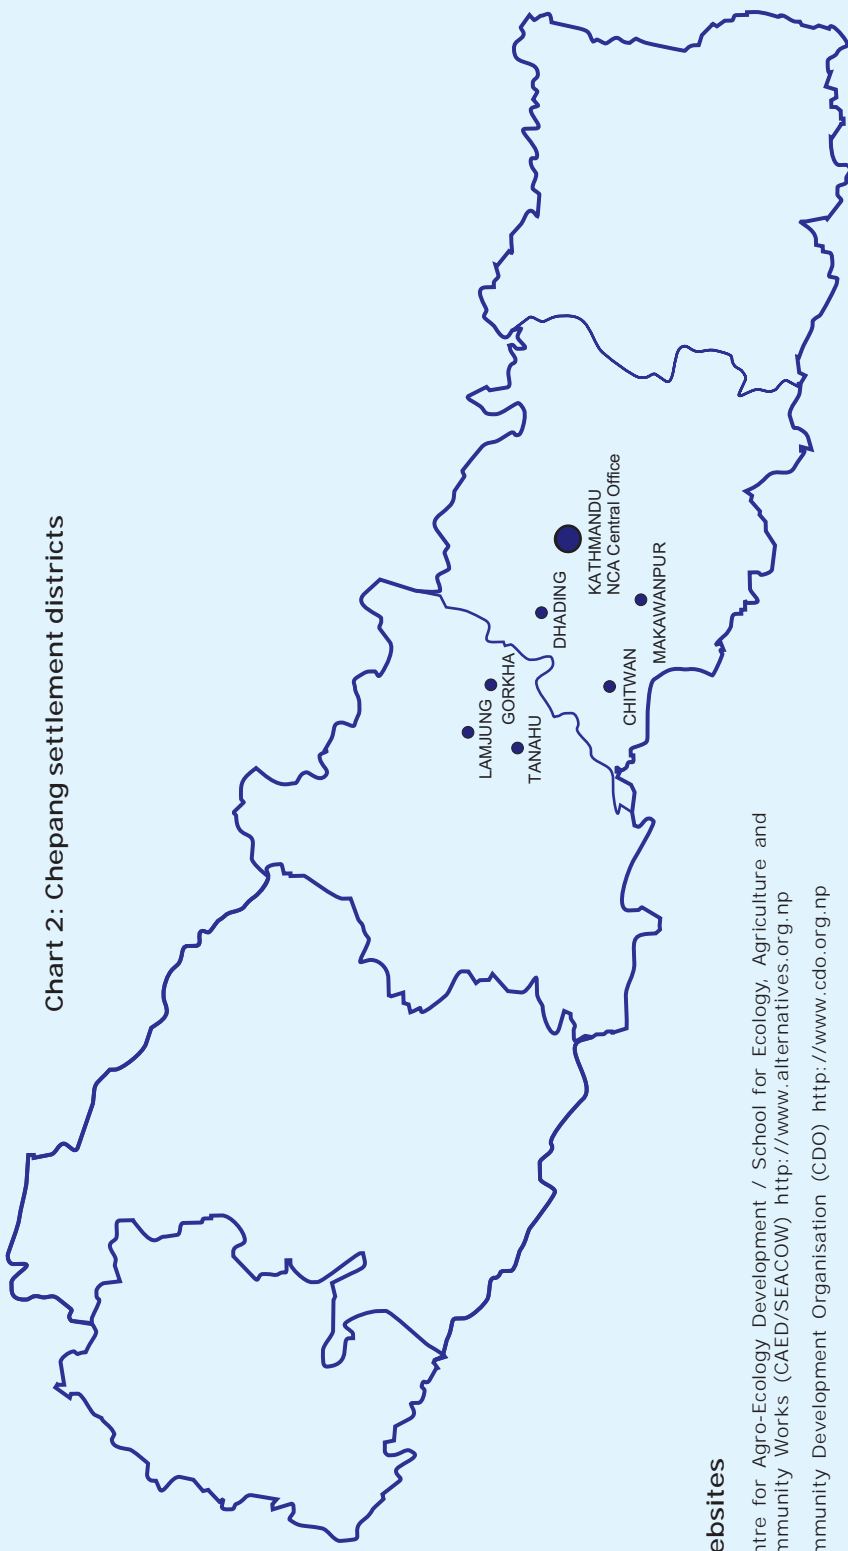 Chart 2: Chepang settlement districts
LAMJUNG
GORKHA
TANAHU
DHADING
KATHMANDU
NCA Central Office
CHITWAN
MAKAWANPUR
ebsites
ntre for Agro-Ecology Development / School for Ecology, Agriculture and
mmunity Works (CAED/SEACOW) http://www.alternatives.org.np
mmunity Development Organisation (CDO) http://www.cdo.org.np